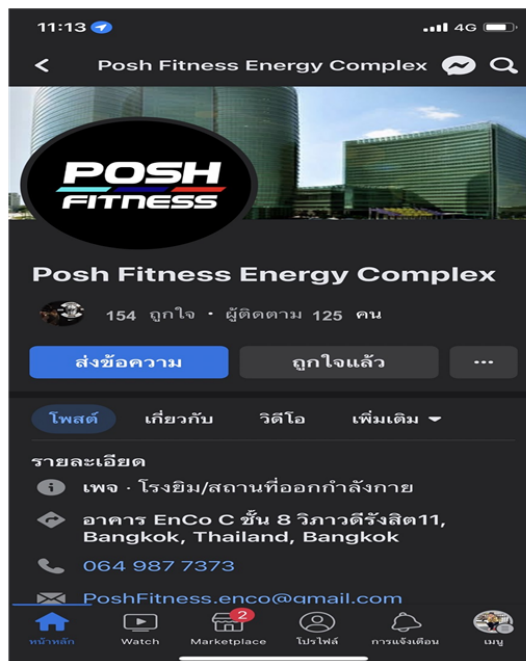 11:13
4G
Posh Fitness Energy Complex
POSH
FITNESS
Posh Fitness Energy Complex
154 ถูกใจ · ผู้ติดตาม 125 คน
ส่งข้อความ
ถูกใจแล้ว
โพสต์
เกี่ยวกับ
วิดีโอ
เพิ่มเติม
รายละเอียด
เพจ · โรงยิม/สถานที่ออกกำลังกาย
อาคาร EnCo C ชั้น 8 วิภาวดีรังสิต11,
Bangkok, Thailand, Bangkok
064 987 7373
PoshFitness.enco@gmail.com
2
หน้าหลัก
Watch
Marketplace
โปรไฟล์
การแจ้งเตือน
เมนู